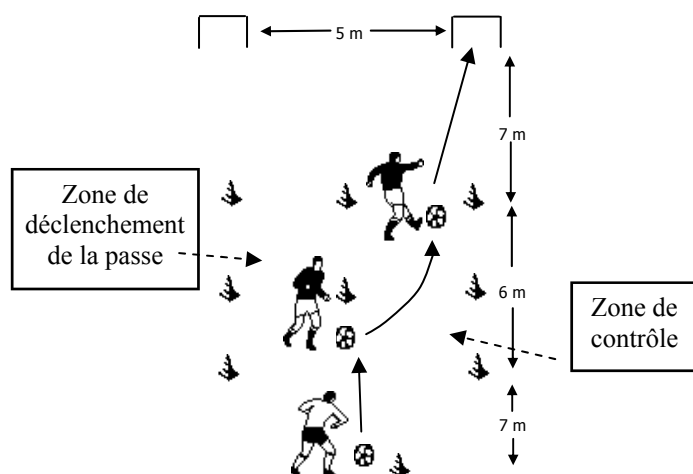 5 m
7 m
Zone de
déclenchement
de la passe
6 m
Zone de
contrôle
7 m